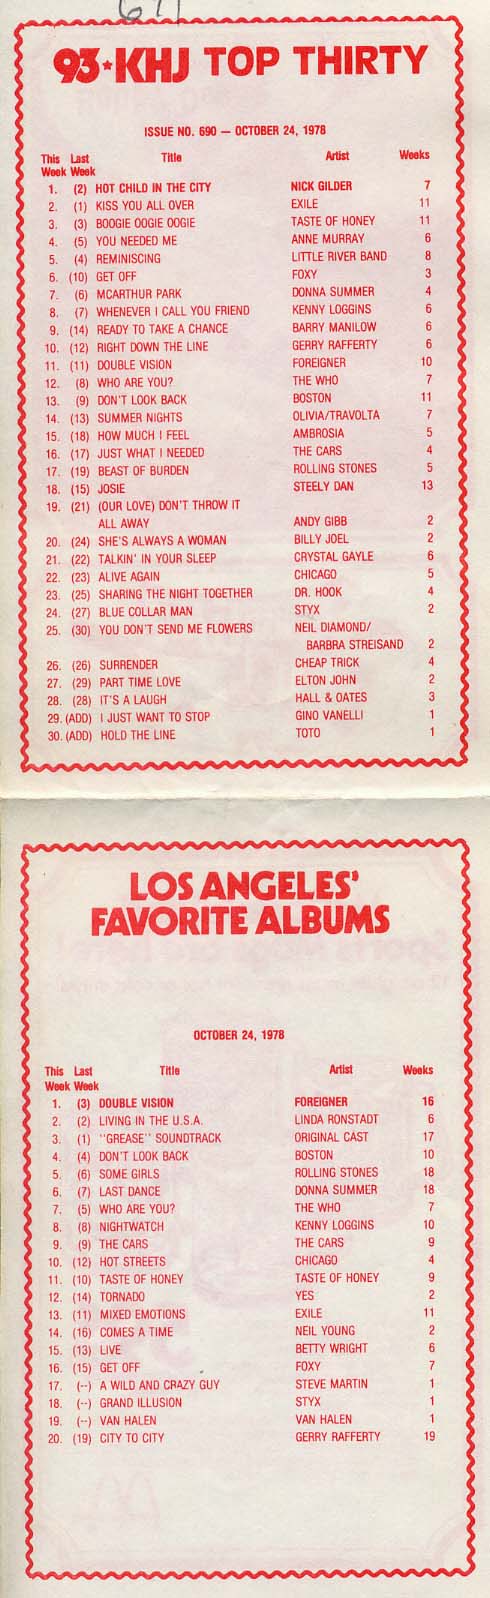 671
93★KHJ TOP THIRTY
ISSUE NO. 690 — OCTOBER 24, 1978
This Last Title Artist Weeks
Week Week
1. (2) HOT CHILD IN THE CITY NICK GILDER 7
2. (1) KISS YOU ALL OVER EXILE 11
3. (3) BOOGIE OOGIE OOGIE TASTE OF HONEY 11
4. (5) YOU NEEDED ME ANNE MURRAY 6
5. (4) REMINISCING LITTLE RIVER BAND 8
6. (10) GET OFF FOXY 3
7. (6) MCARTHUR PARK DONNA SUMMER 4
8. (7) WHENEVER I CALL YOU FRIEND KENNY LOGGINS 6
9. (14) READY TO TAKE A CHANCE BARRY MANILOW 6
10. (12) RIGHT DOWN THE LINE GERRY RAFFERTY 6
11. (11) DOUBLE VISION FOREIGNER 10
12. (8) WHO ARE YOU? THE WHO 7
13. (9) DON'T LOOK BACK BOSTON 11
14. (13) SUMMER NIGHTS OLIVIA/TRAVOLTA 7
15. (18) HOW MUCH I FEEL AMBROSIA 5
16. (17) JUST WHAT I NEEDED THE CARS 4
17. (19) BEAST OF BURDEN ROLLING STONES 5
18. (15) JOSIE STEELY DAN 13
19. (21) (OUR LOVE) DON'T THROW IT
ALL AWAY ANDY GIBB 2
20. (24) SHE'S ALWAYS A WOMAN BILLY JOEL 2
21. (22) TALKIN' IN YOUR SLEEP CRYSTAL GAYLE 6
22. (23) ALIVE AGAIN CHICAGO 5
23. (25) SHARING THE NIGHT TOGETHER DR. HOOK 4
24. (27) BLUE COLLAR MAN STYX 2
25. (30) YOU DON'T SEND ME FLOWERS NEIL DIAMOND/
BARBRA STREISAND 2
26. (26) SURRENDER CHEAP TRICK 4
27. (29) PART TIME LOVE ELTON JOHN 2
28. (28) IT'S A LAUGH HALL & OATES 3
29. (ADD) I JUST WANT TO STOP GINO VANELLI 1
30. (ADD) HOLD THE LINE TOTO 1
LOS ANGELES'
FAVORITE ALBUMS
OCTOBER 24, 1978
This Last Title Artist Weeks
Week Week
1. (3) DOUBLE VISION FOREIGNER 16
2. (2) LIVING IN THE U.S.A. LINDA RONSTADT 6
3. (1) "GREASE" SOUNDTRACK ORIGINAL CAST 17
4. (4) DON'T LOOK BACK BOSTON 10
5. (6) SOME GIRLS ROLLING STONES 18
6. (7) LAST DANCE DONNA SUMMER 18
7. (5) WHO ARE YOU? THE WHO 7
8. (8) NIGHTWATCH KENNY LOGGINS 10
9. (9) THE CARS THE CARS 9
10. (12) HOT STREETS CHICAGO 4
11. (10) TASTE OF HONEY TASTE OF HONEY 9
12. (14) TORNADO YES 2
13. (11) MIXED EMOTIONS EXILE 11
14. (16) COMES A TIME NEIL YOUNG 2
15. (13) LIVE BETTY WRIGHT 6
16. (15) GET OFF FOXY 7
17. (--) A WILD AND CRAZY GUY STEVE MARTIN 1
18. (--) GRAND ILLUSION STYX 1
19. (--) VAN HALEN VAN HALEN 1
20. (19) CITY TO CITY GERRY RAFFERTY 19